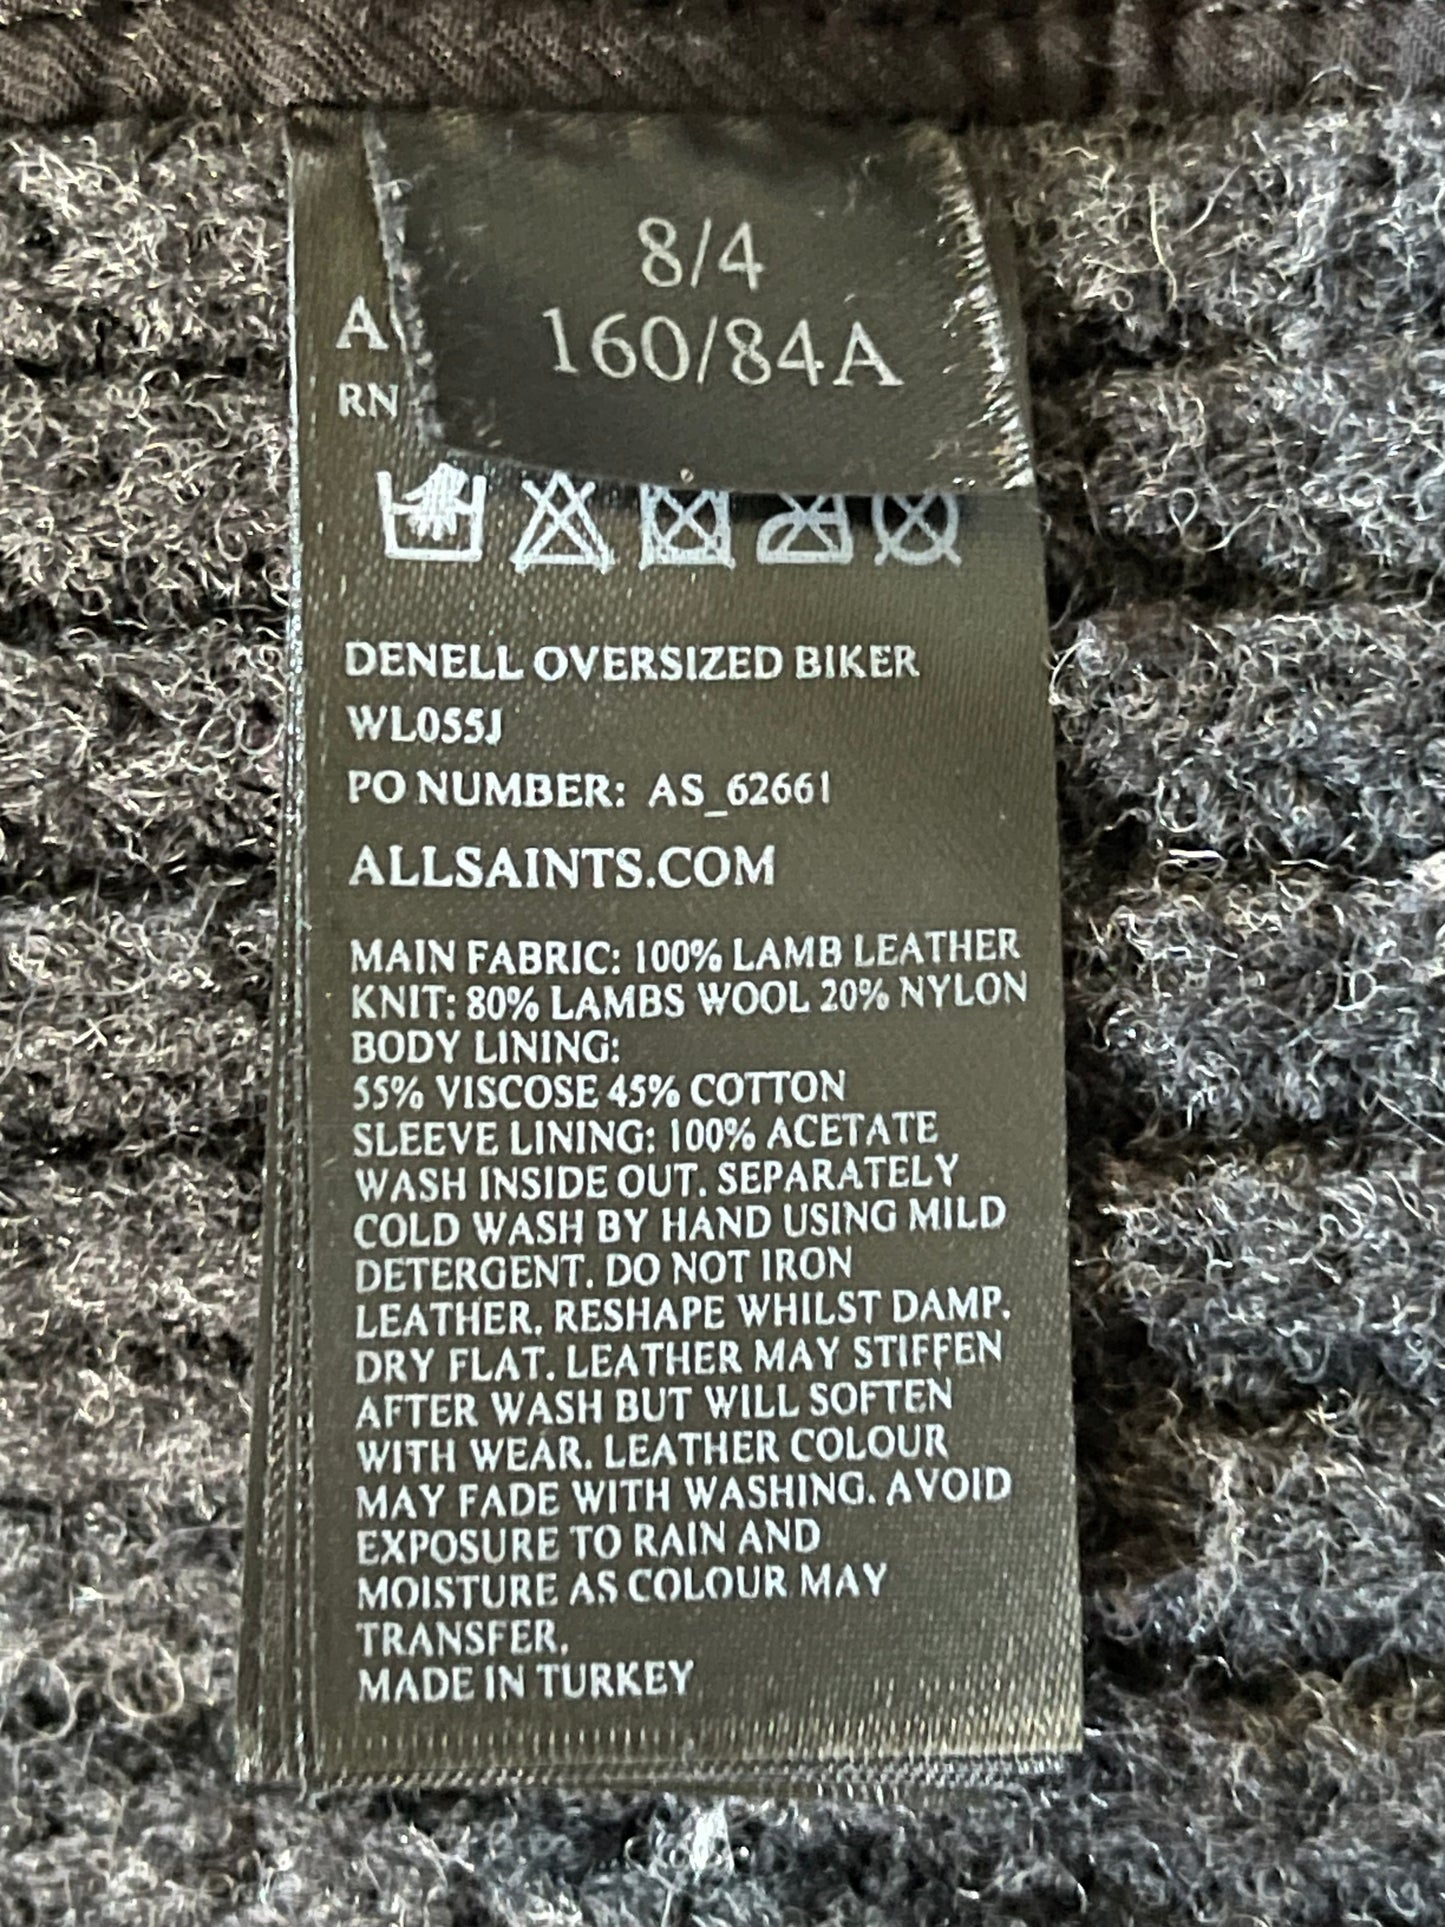 8/4
160/84A
RN
DENELL OVERSIZED BIKER
WL055J
PO NUMBER: AS_62661
ALLSAINTS.COM
MAIN FABRIC: 100% LAMB LEATHER
KNIT: 80% LAMBS WOOL 20% NYLON
BODY LINING:
55% VISCOSE 45% COTTON
SLEEVE LINING: 100% ACETATE
WASH INSIDE OUT. SEPARATELY
COLD WASH BY HAND USING MILD
DETERGENT. DO NOT IRON
LEATHER. RESHAPE WHILST DAMP.
DRY FLAT. LEATHER MAY STIFFEN
AFTER WASH BUT WILL SOFTEN
WITH WEAR. LEATHER COLOUR
MAY FADE WITH WASHING. AVOID
EXPOSURE TO RAIN AND
MOISTURE AS COLOUR MAY
TRANSFER.
MADE IN TURKEY